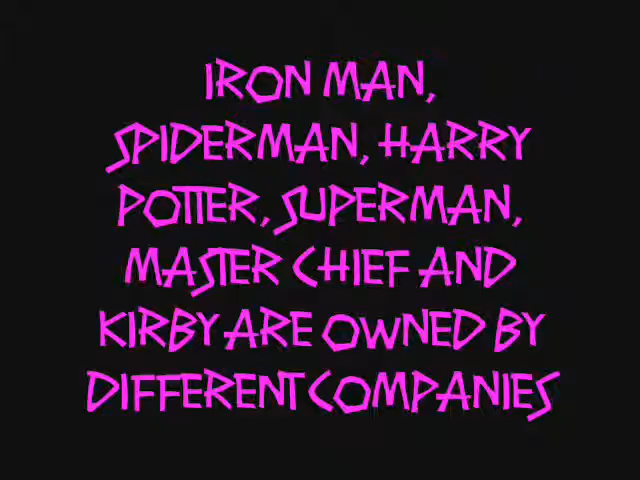 IRON MAN,
SPIDERMAN, HARRY
POTTER, SUPERMAN,
MASTER CHIEF AND
KIRBY ARE OWNED BY
DIFFERENT COMPANIES